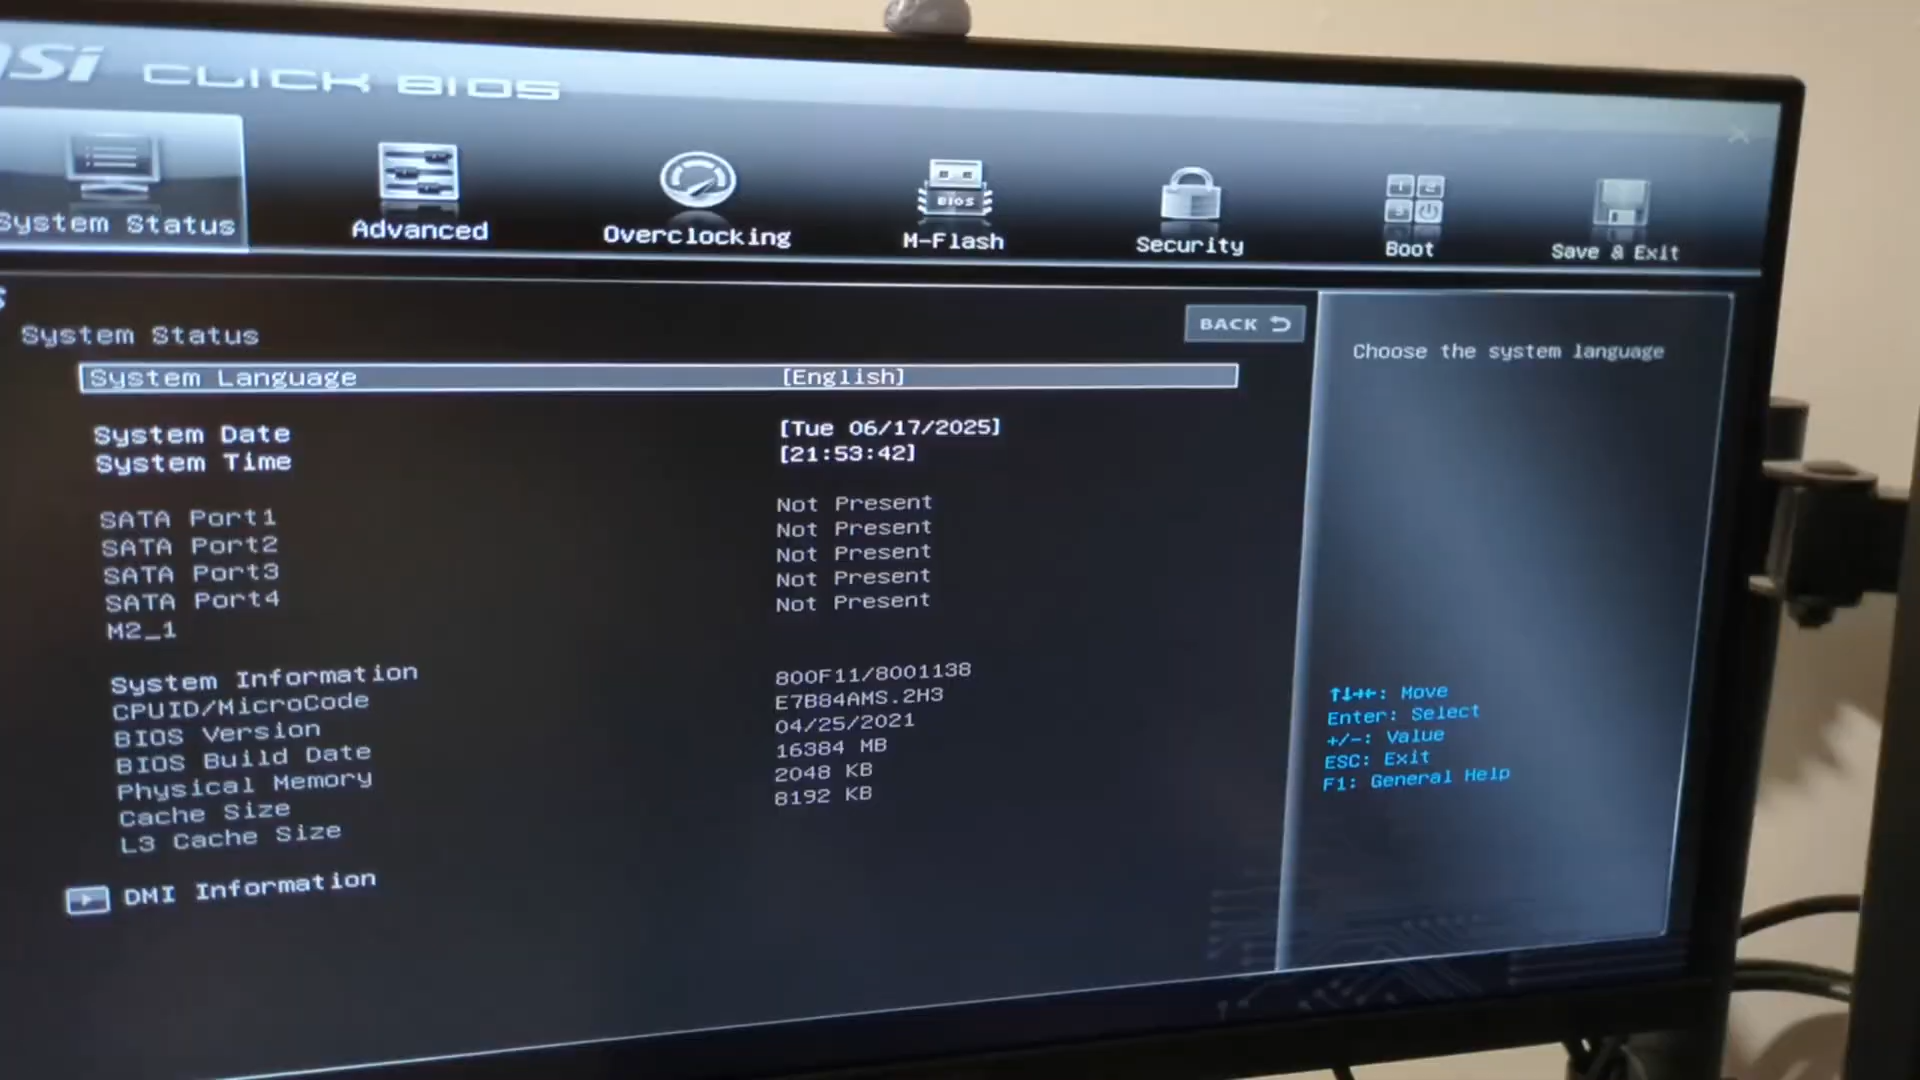 msi CLICK BIOS
System Status Advanced Overclocking M-Flash Security Boot Save & Exit
BIOS
1 2
3
System Status
BACK
System Language [English]
System Date [Tue 06/17/2025]
System Time [21:53:42]
SATA Port1 Not Present
SATA Port2 Not Present
SATA Port3 Not Present
SATA Port4 Not Present
M2_1 Not Present
System Information
CPUID/MicroCode 800F11/8001138
BIOS Version E7B84AMS.2H3
BIOS Build Date 04/25/2021
Physical Memory 16384 MB
Cache Size 2048 KB
L3 Cache Size 8192 KB
DMI Information
Choose the system language
↑↓→←: Move
Enter: Select
+/-: Value
ESC: Exit
F1: General Help